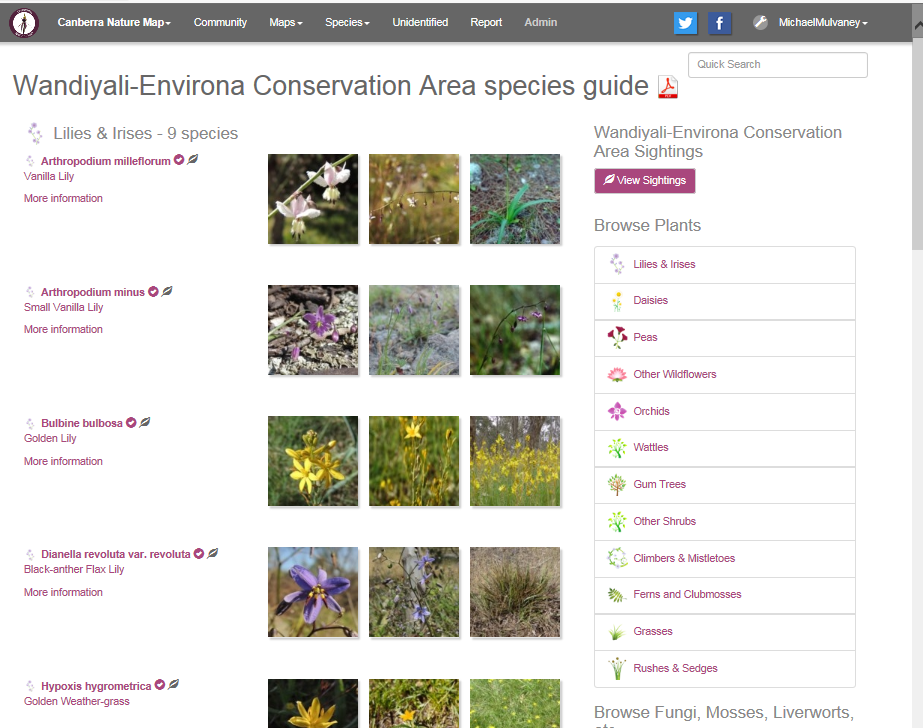 Canberra Nature Map
Community
Maps
Species
Unidentified
Report
Admin
MichaelMulvaney
Quick Search
Wandiyali-Environa Conservation Area species guide
Lilies & Irises - 9 species
Arthropodium milleflorum
Vanilla Lily
More information
Arthropodium minus
Small Vanilla Lily
More information
Bulbine bulbosa
Golden Lily
More information
Dianella revoluta var. revoluta
Black-anther Flax Lily
More information
Hypoxis hygrometrica
Golden Weather-grass
Wandiyali-Environa Conservation
Area Sightings
View Sightings
Browse Plants
Lilies & Irises
Daisies
Peas
Other Wildflowers
Orchids
Wattles
Gum Trees
Other Shrubs
Climbers & Mistletoes
Ferns and Clubmosses
Grasses
Rushes & Sedges
Browse Fungi, Mosses, Liverworts,
etc